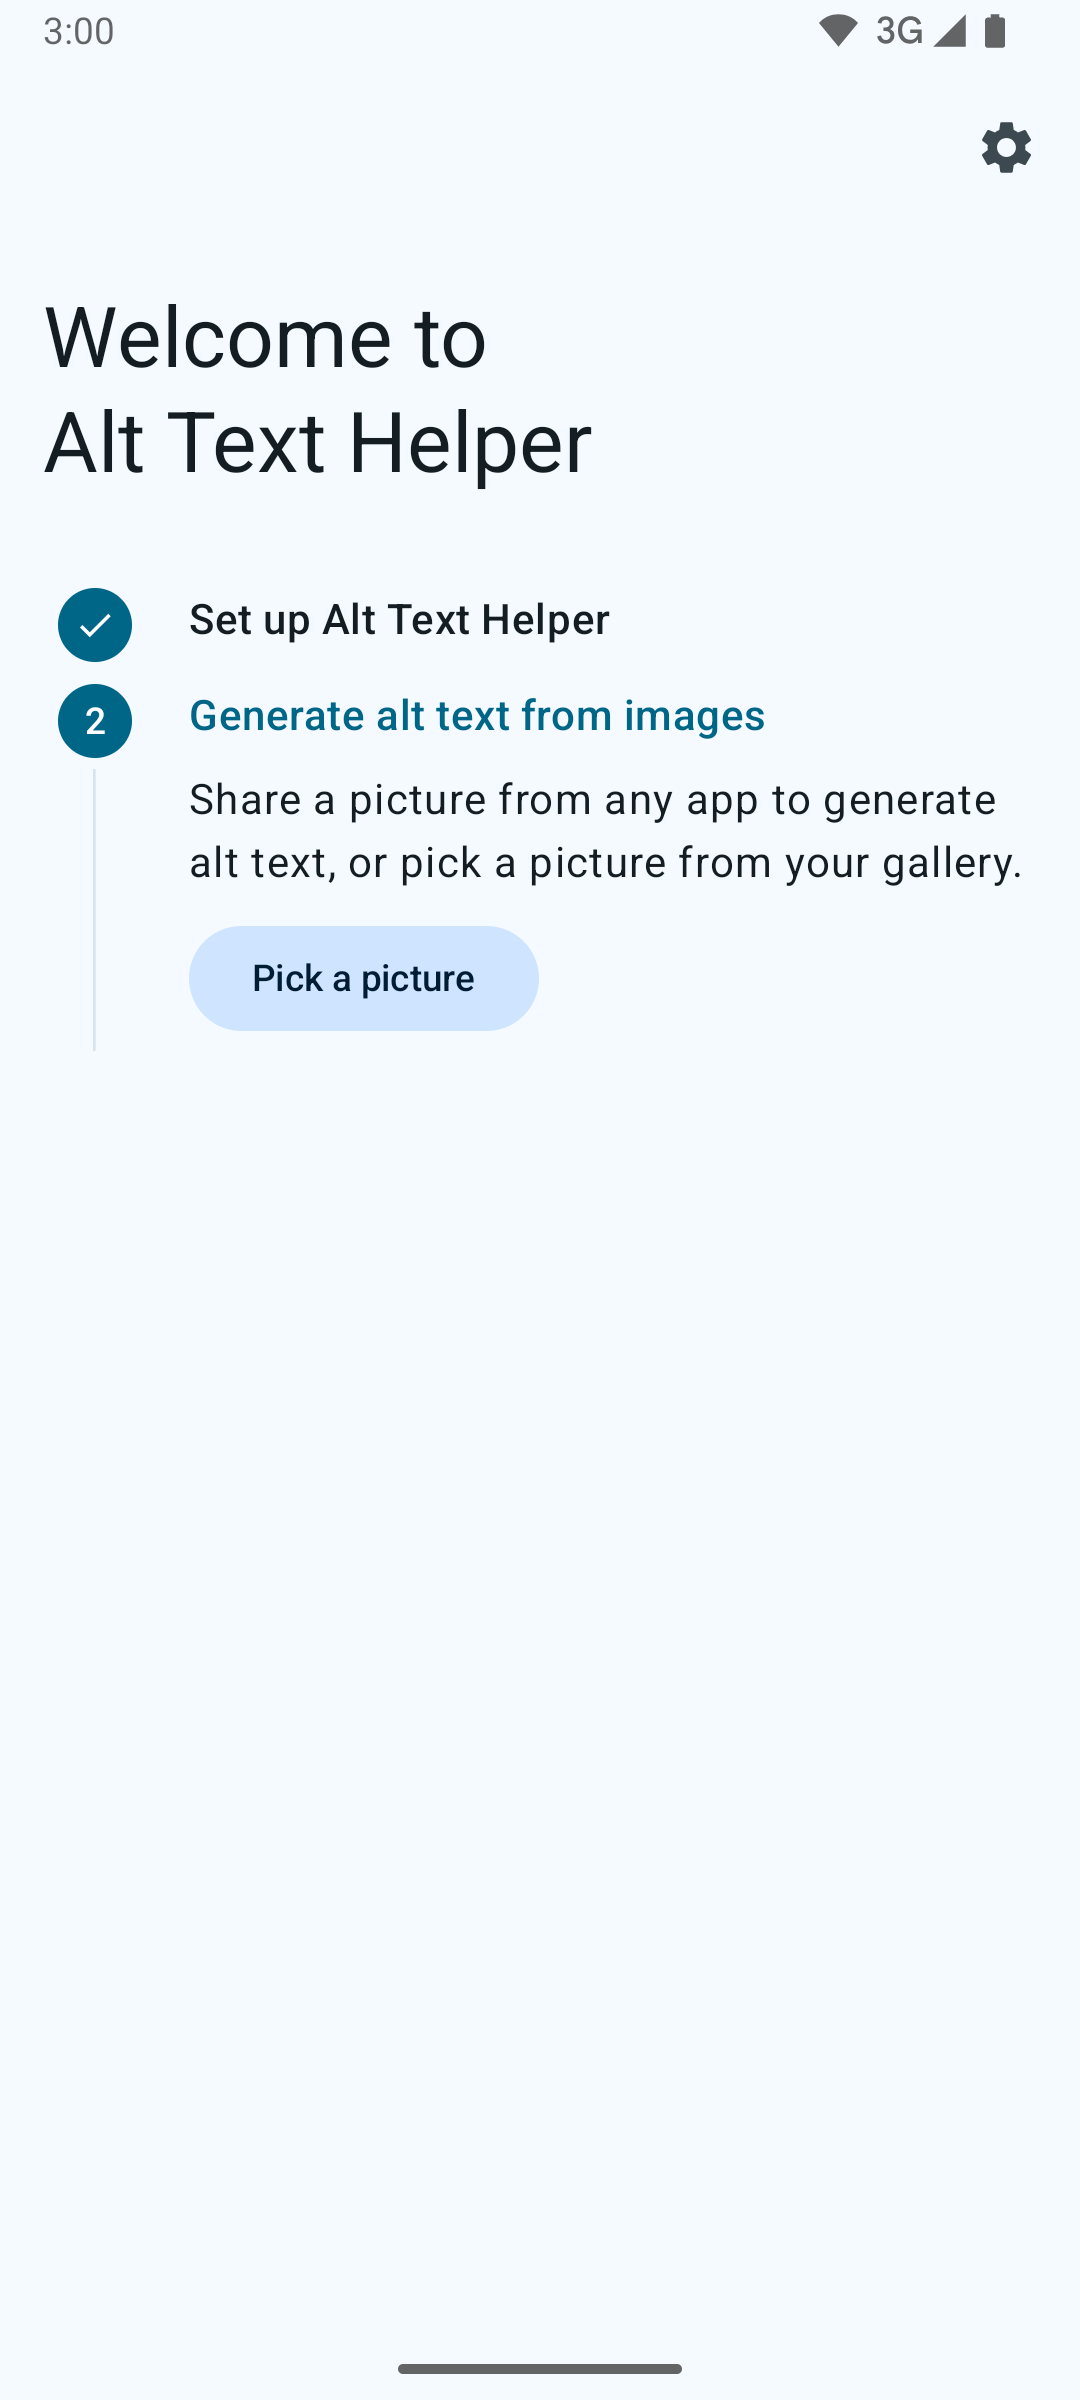 3:00
3G
Welcome to
Alt Text Helper
Set up Alt Text Helper
2
Generate alt text from images
Share a picture from any app to generate
alt text, or pick a picture from your gallery.
Pick a picture